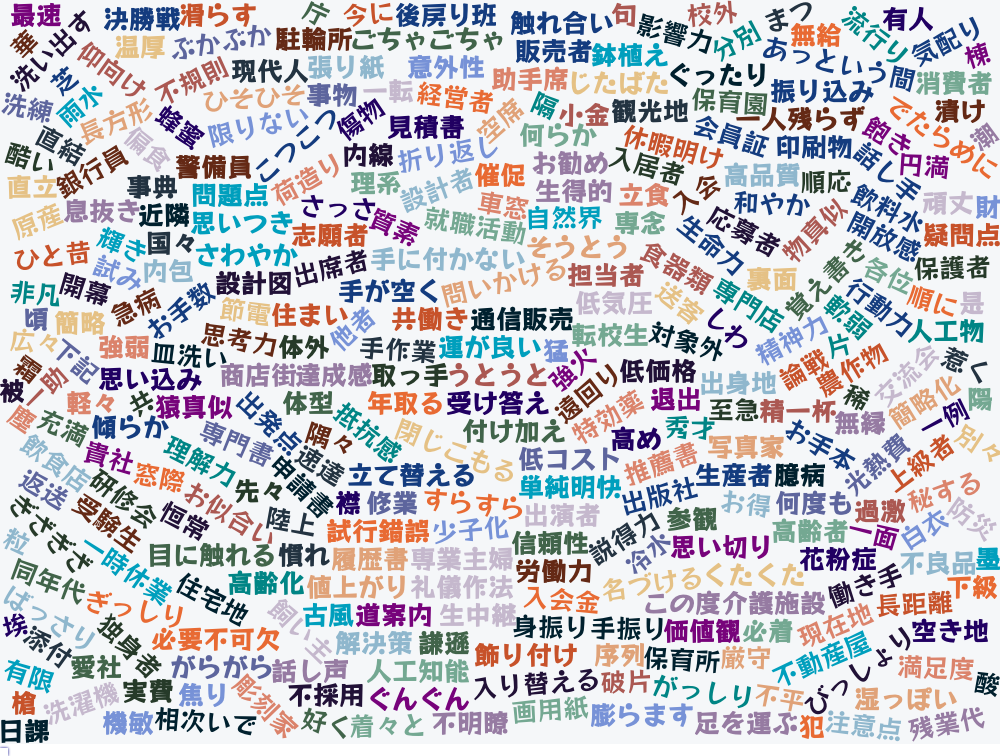 最速
決勝戦
滑らす
庁
今に
後戻り班
触れ合い
句
影響力
校外
分別
まつ
無給
流行り
有人
気配り
棟
華
洗い出す
温厚
ぶかぶか
駐輪所
ごちゃごちゃ
販売者
鉢植え
あっという間
消費者
芝
仰向け
不規則
現代人
張り紙
意外性
助手席
じたばた
ぐったり
振り込み
洗練
雨水
長方形
ひそひそ
事物
一転
経営者
隔
小金
観光地
保育園
一人残らず
でたらめに
漬け
潮
蜂蜜
限りない
傷物
見積書
空席
何らか
休暇明け
会員証
印刷物
飽き
円満
話し手
酷い
直結
銀行員
偏食
警備員
こつこつ
内線
折り返し
お勧め
入居者
高品質
順応
直立
事典
問題点
荷造り
理系
設計者
催促
車窓
生得的
立食
入会
和やか
飲料水
頑丈
財
原産
息抜き
近隣
思いつき
さっさ
質素
就職活動
自然界
専念
応募者
物真似
開放感
疑問点
ひと昔
輝き
国々
さわやか
志願者
手に付かない
そうとう
生命力
食器類
裏面
覚え書き
各位
保護者
非凡
開幕
試み
内包
設計図
出席者
手が空く
問いかける
担当者
送客
専門店
行動力
順に
是
頃
簡略
急病
お手数
節電
住まい
他者
共働き
通信販売
低気圧
転校生
しわ
精神力
軟弱
人工物
広々
下記
強弱
皿洗い
思考力
体外
手作業
運が良い
猛
対象外
片
論戦
農作物
交流会
惹く
霜
被
思い込み
商店街
達成感
取っ手
うとうと
強火
遠回り
低価格
出身地
稀
簡略化
陽
塵
軽々
共
猿真似
出発点
体型
年取る
受け答え
特効薬
退出
至急
精一杯
無縁
一例
充満
傾らか
専門書
隅々
抵抗感
閉じこもる
付け加え
高め
秀才
写真家
お手本
光熱費
上級者
別々
飲食店
貴社
窓際
理解力
申請書
速達
立て替える
低コスト
推薦書
生産者
臆病
返送
研修会
お似合い
先々
襟
修業
すらすら
単純明快
出版社
お得
何度も
過激
秘する
防災
ぎざぎざ
受験生
恒常
陸上
試行錯誤
少子化
出演者
説得力
参観
高齢者
一面
白衣
粒
一時休業
目に触れる
慣れ
履歴書
専業主婦
信頼性
冷水
思い切り
花粉症
不良品
墨
同年代
ぎっしり
住宅地
高齢化
値上がり
礼儀作法
労働力
名づける
くたくた
働き手
下級
ばっさり
埃
添付
独身者
必要不可欠
飼い主
古風
道案内
生中継
入会金
この度
介護施設
現在地
長距離
解決策
謙遜
身振り手振り
価値観
必着
空き地
有限
愛社
がらがら
話し声
人工知能
飾り付け
序列
保育所
厳守
不動産屋
びっしょり
満足度
酸
槍
洗濯機
実費
焦り
彫刻家
不採用
ぐんぐん
入り替える
破片
がっしり
不平
湿っぽい
日課
機敏
相次いで
好く
着々と
不明瞭
画用紙
膨らます
足を運ぶ
犯
注意点
残業代